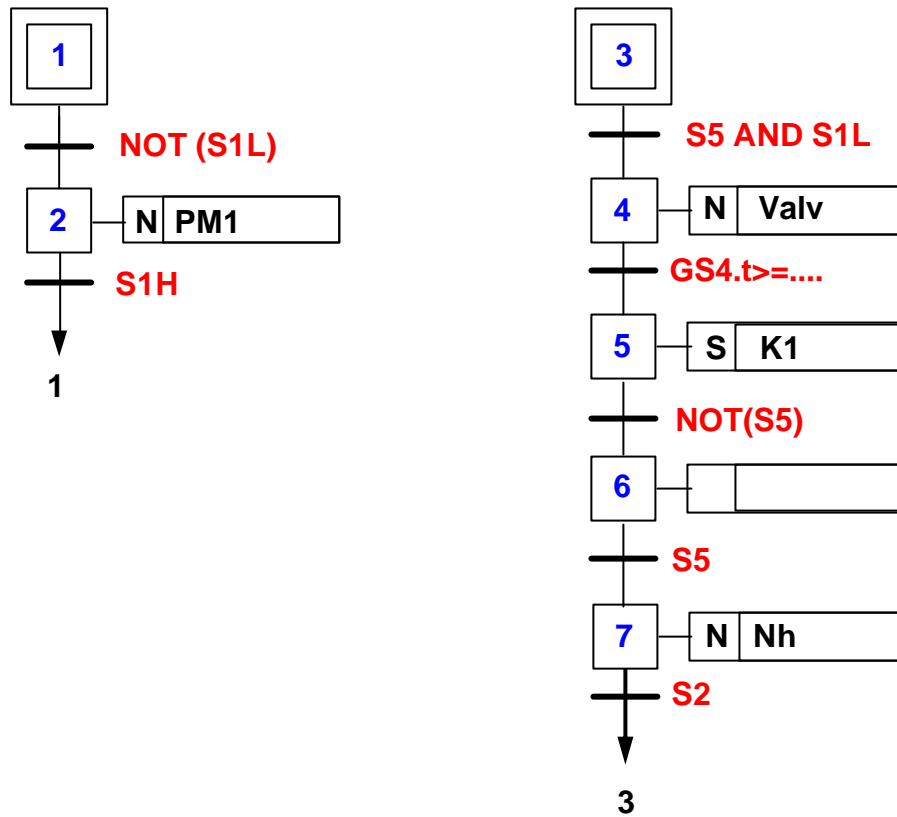 1
NOT (S1L)
2
N PM1
S1H
1
3
S5 AND S1L
4
N Valv
GS4.t>=....
5
S K1
NOT(S5)
6
S5
7
N Nh
S2
3